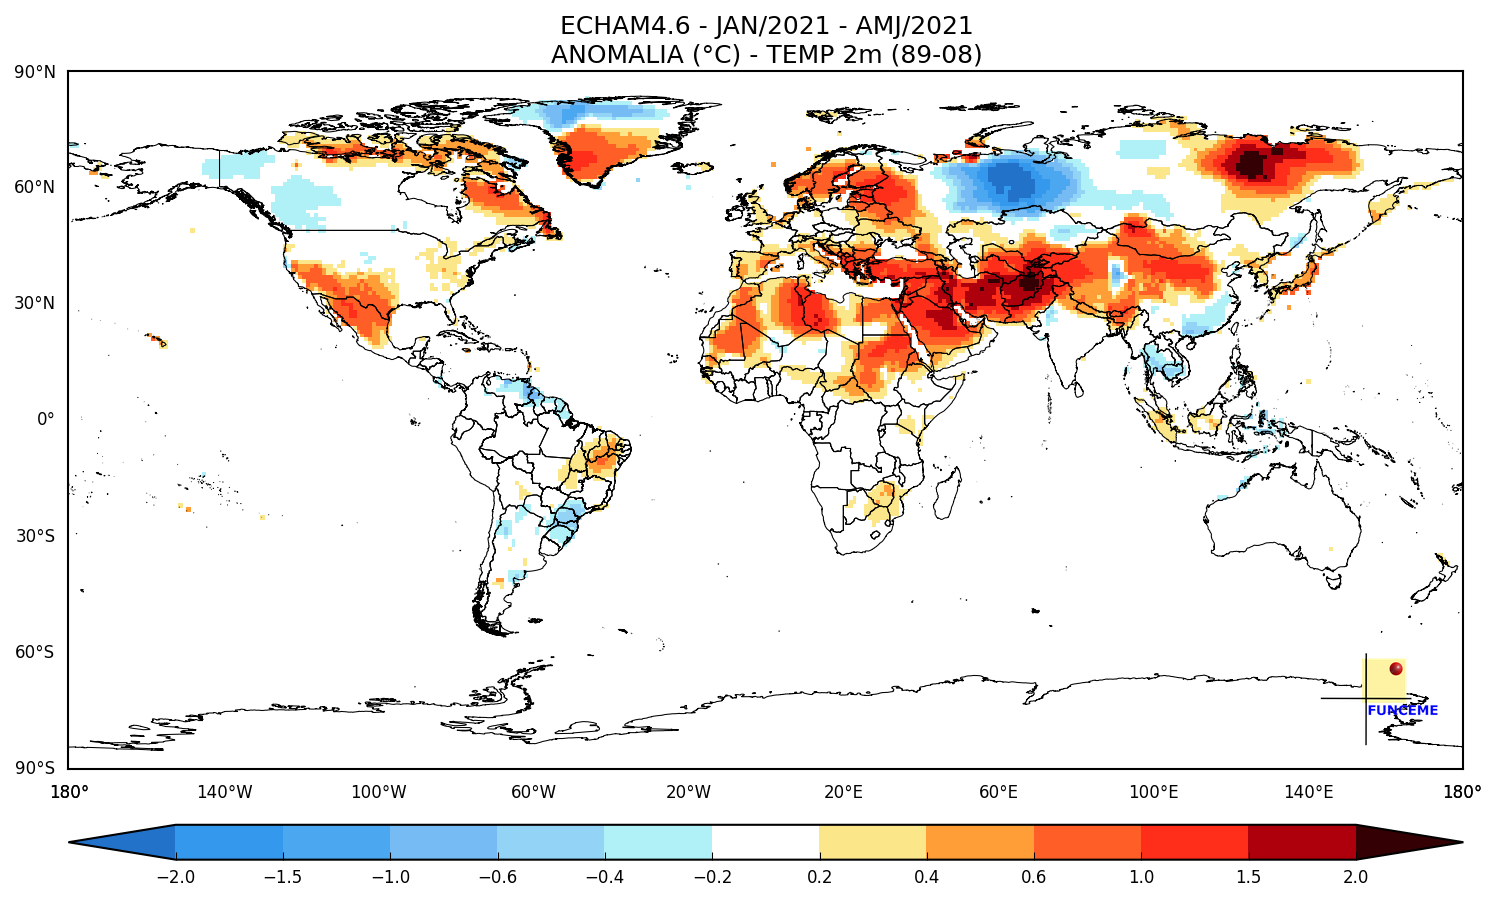 ECHAM4.6 - JAN/2021 - AMJ/2021
ANOMALIA (°C) - TEMP 2m (89-08)
90°N
60°N
30°N
0°
30°S
60°S
90°S
FUNCEME
180° 140°W 100°W 60°W 20°W 20°E 60°E 100°E 140°E 180°
−2.0 −1.5 −1.0 −0.6 −0.4 −0.2 0.2 0.4 0.6 1.0 1.5 2.0